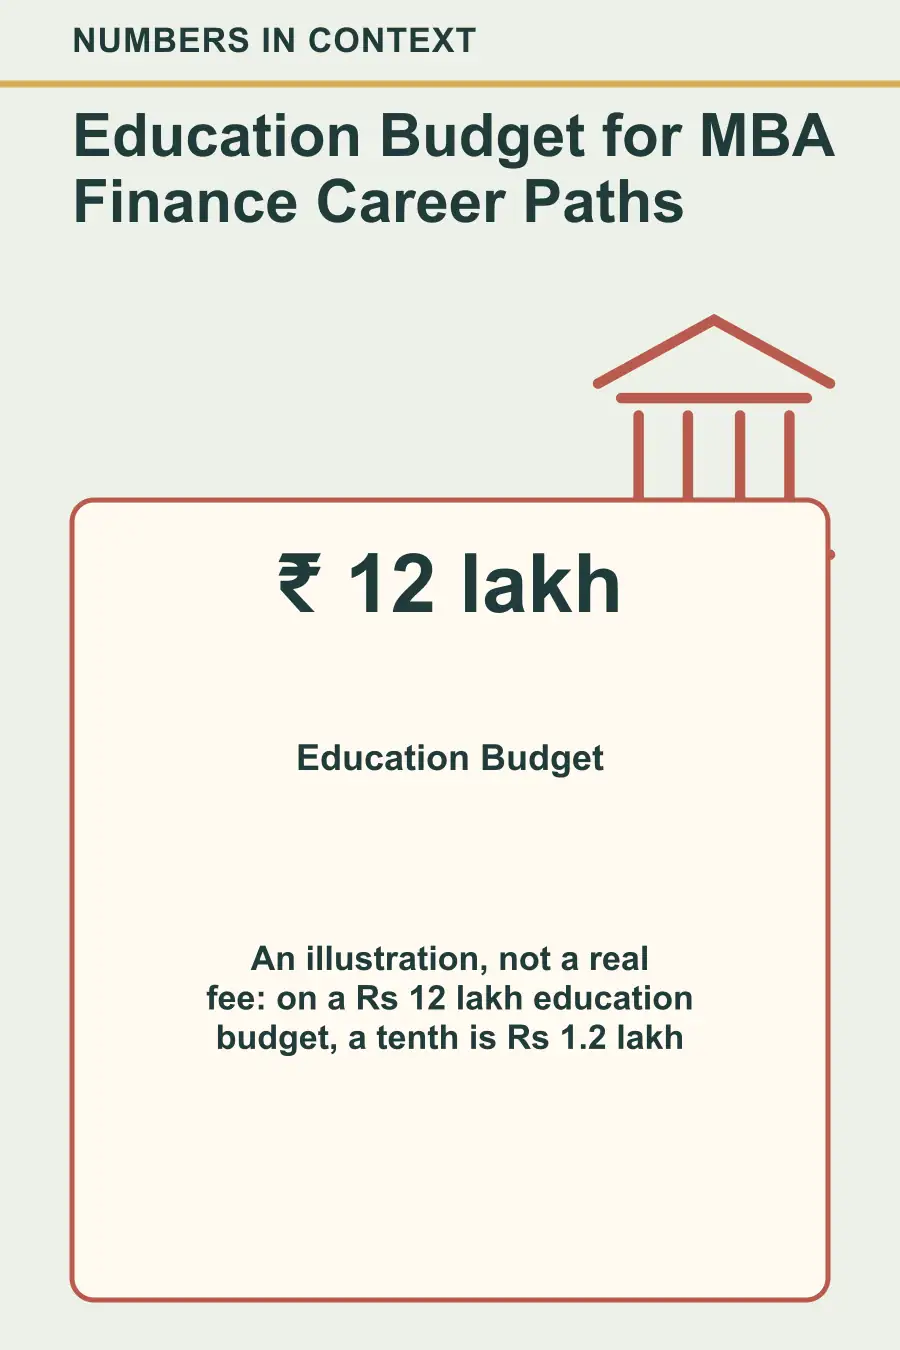 NUMBERS IN CONTEXT
Education Budget for MBA
Finance Career Paths
₹ 12 lakh
Education Budget
An illustration, not a real
fee: on a Rs 12 lakh education
budget, a tenth is Rs 1.2 lakh